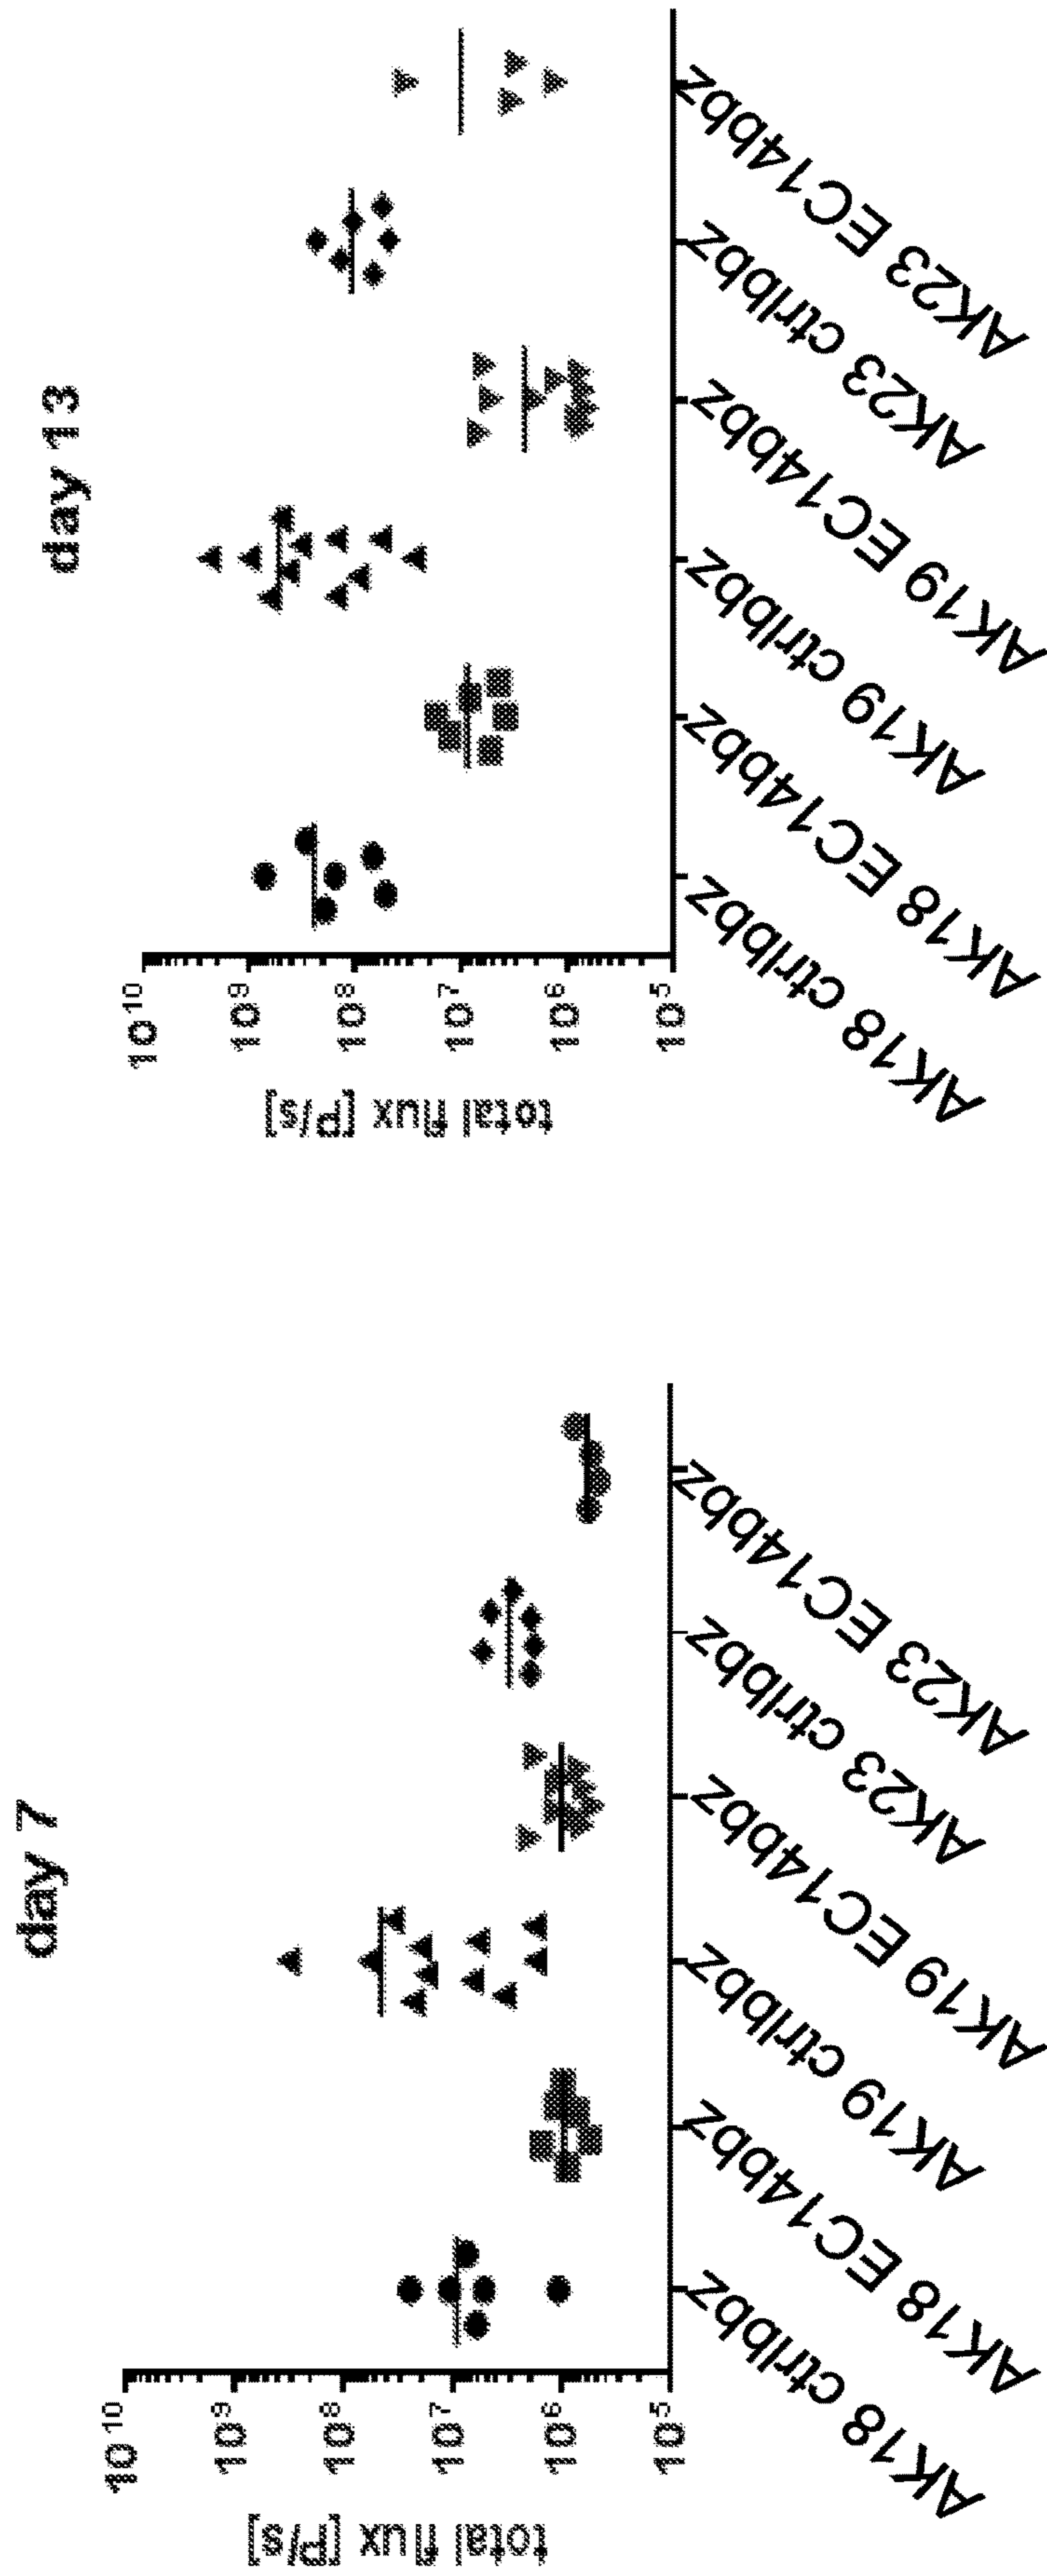 day 7
total flux [P/s]
10^10
10^9
10^8
10^7
10^6
10^5
AK18 ctrlbbz
AK18 EC14bbz
AK19 ctrlbbz
AK19 EC14bbz
AK23 ctrlbbz
AK23 EC14bbz
day 13
total flux [P/s]
10^10
10^9
10^8
10^7
10^6
10^5
AK18 ctrlbbz
AK18 EC14bbz
AK19 ctrlbbz
AK19 EC14bbz
AK23 ctrlbbz
AK23 EC14bbz